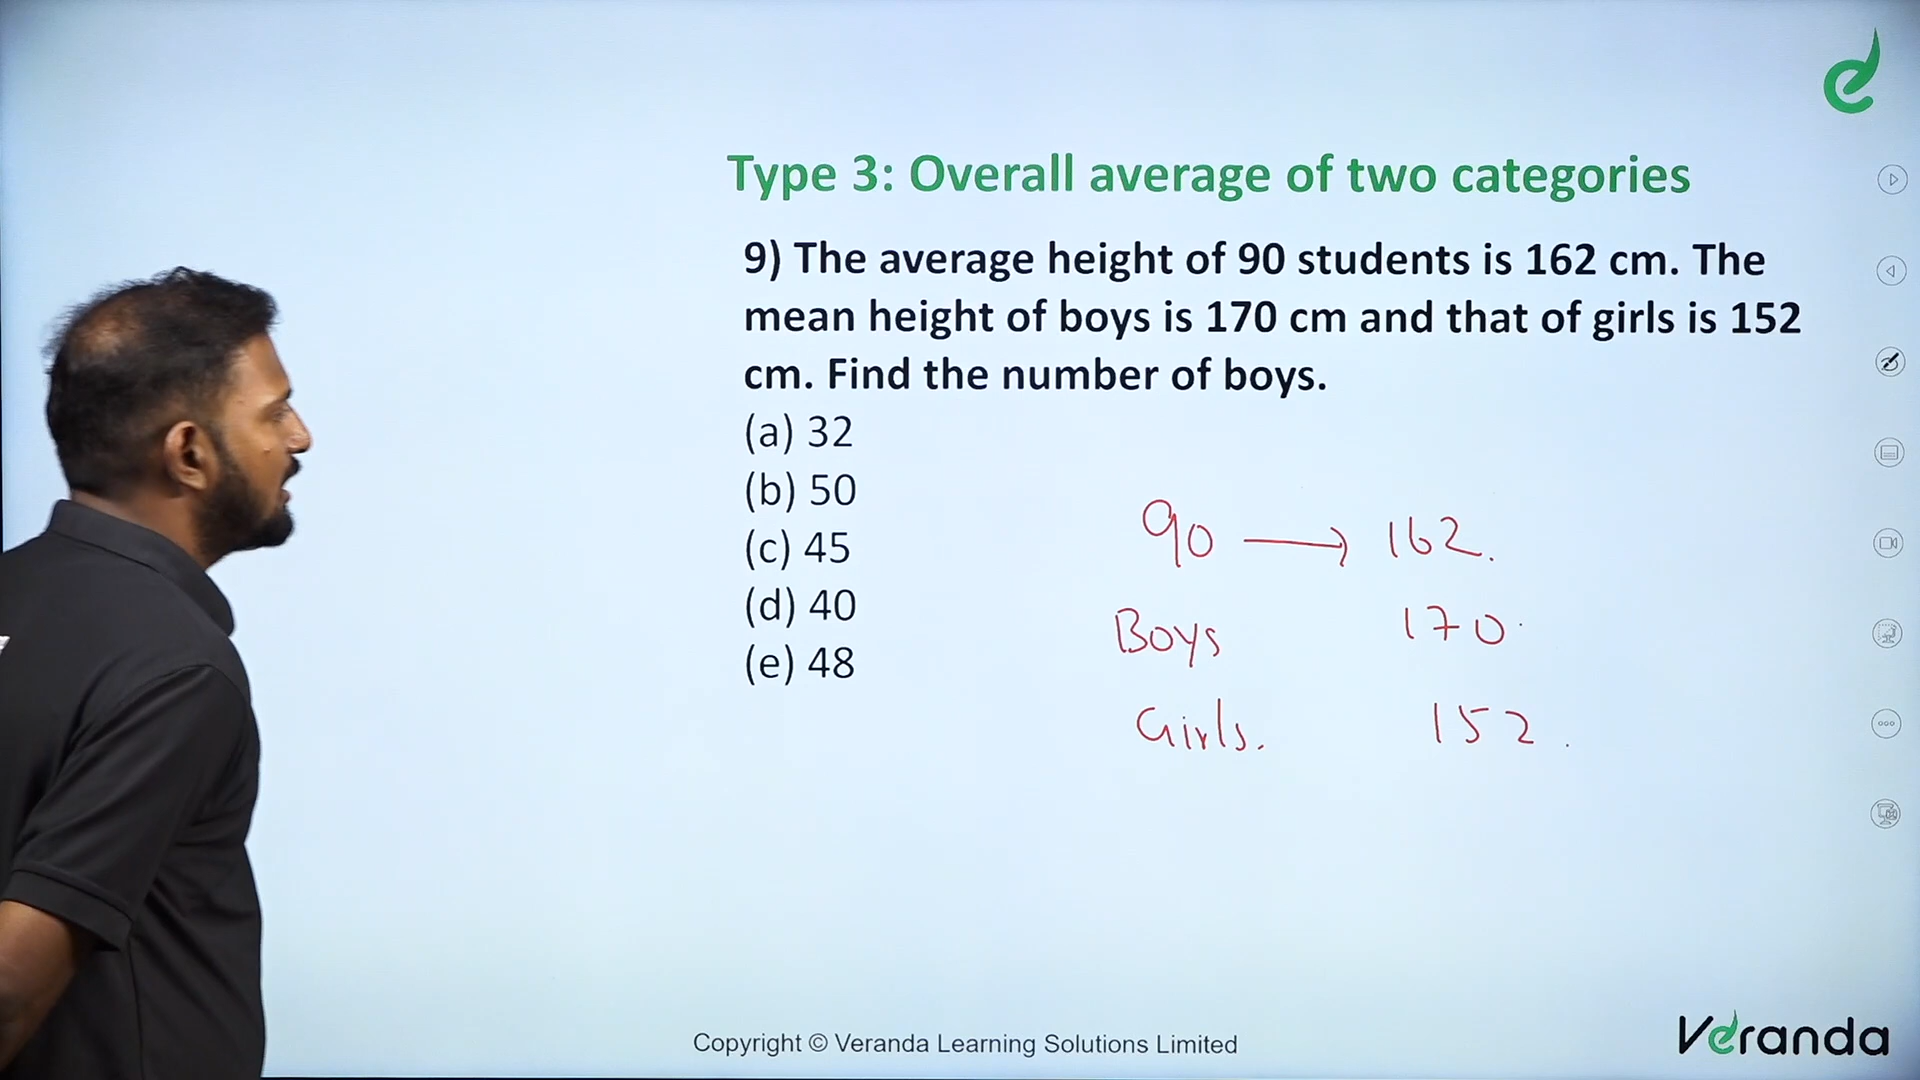 Type 3: Overall average of two categories
9) The average height of 90 students is 162 cm. The
mean height of boys is 170 cm and that of girls is 152
cm. Find the number of boys.
(a) 32
(b) 50
(c) 45
(d) 40
(e) 48
90 → 162.
Boys 170.
Girls. 152.
Copyright © Veranda Learning Solutions Limited
Veranda